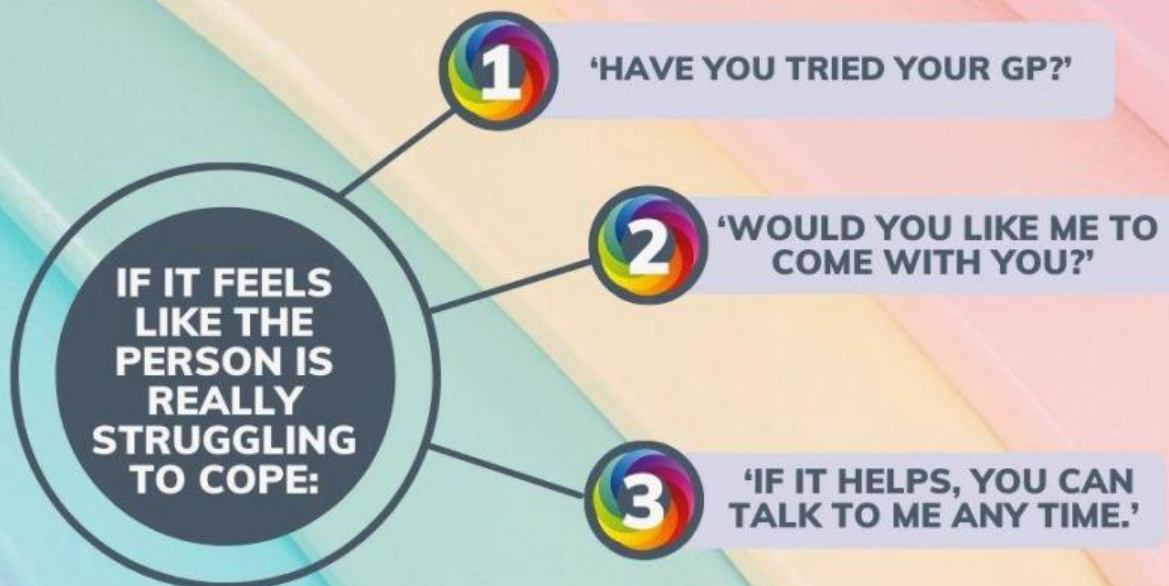 IF IT FEELS
LIKE THE
PERSON IS
REALLY
STRUGGLING
TO COPE:
1
‘HAVE YOU TRIED YOUR GP?’
2
‘WOULD YOU LIKE ME TO
COME WITH YOU?’
3
‘IF IT HELPS, YOU CAN
TALK TO ME ANY TIME.’